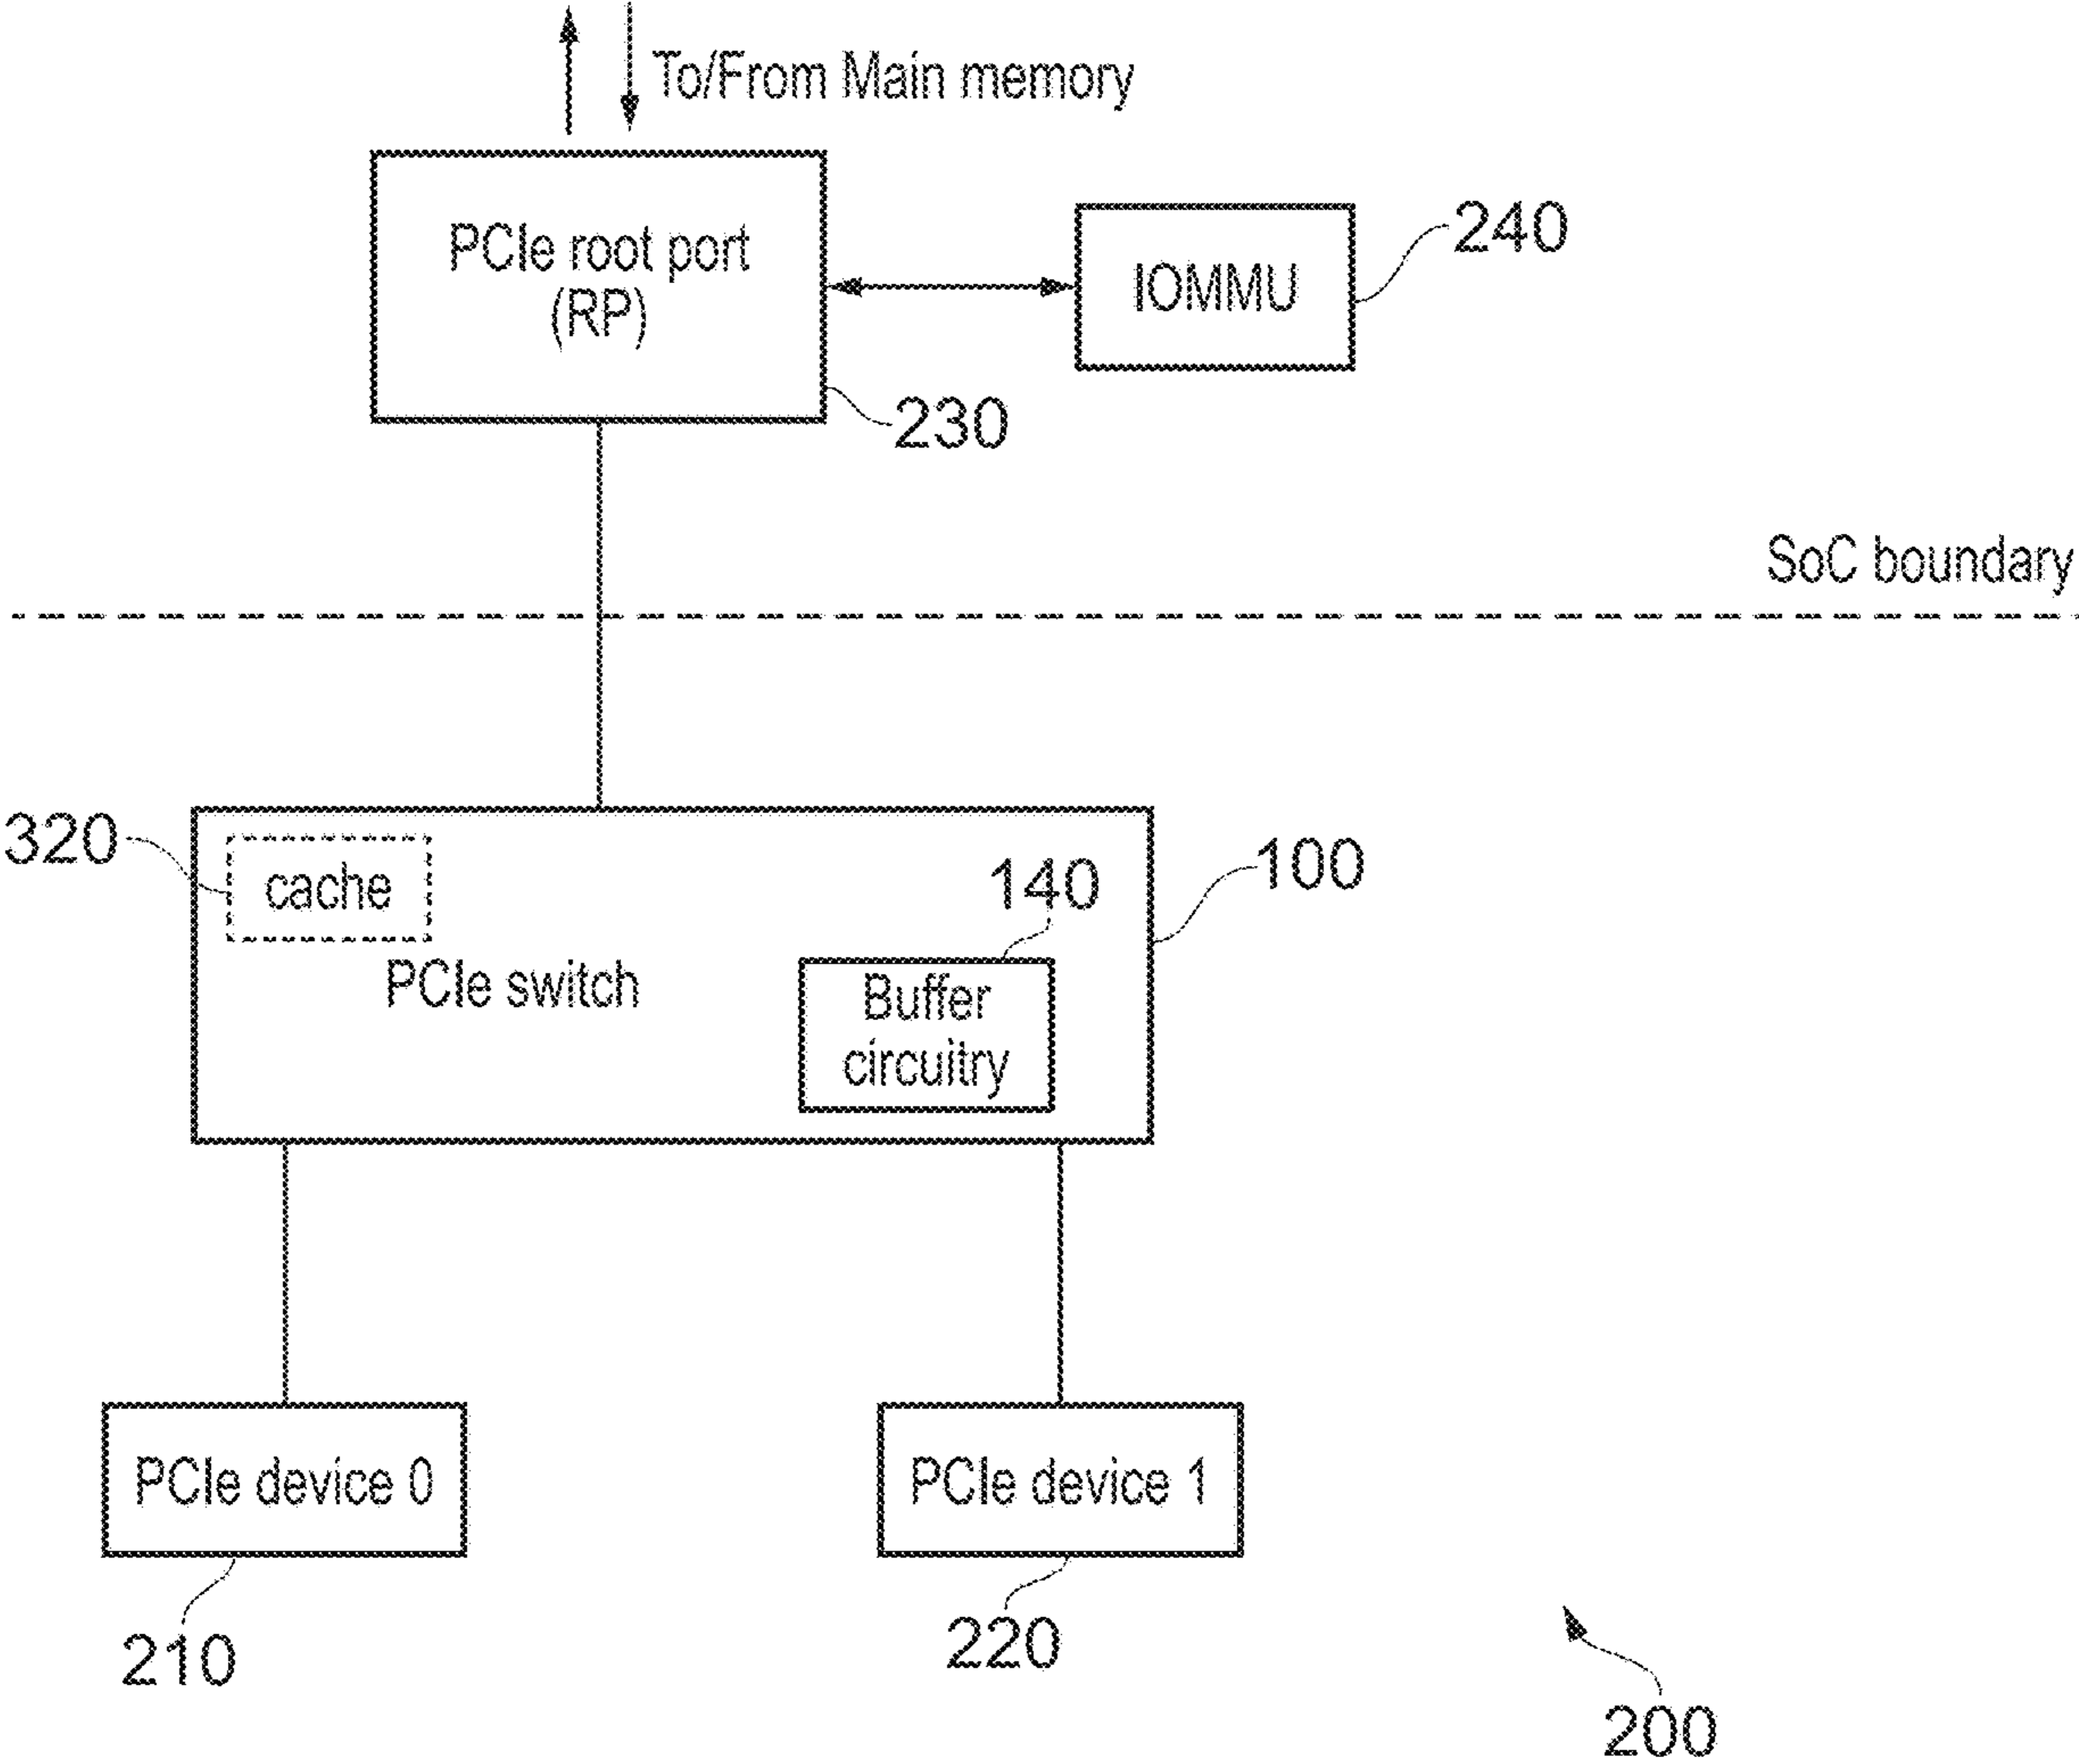 To/From Main memory
PCIe root port
(RP)
IOMMU
240
230
SoC boundary
320
cache
140
100
PCIe switch
Buffer
circuitry
PCIe device 0
PCIe device 1
210
220
200